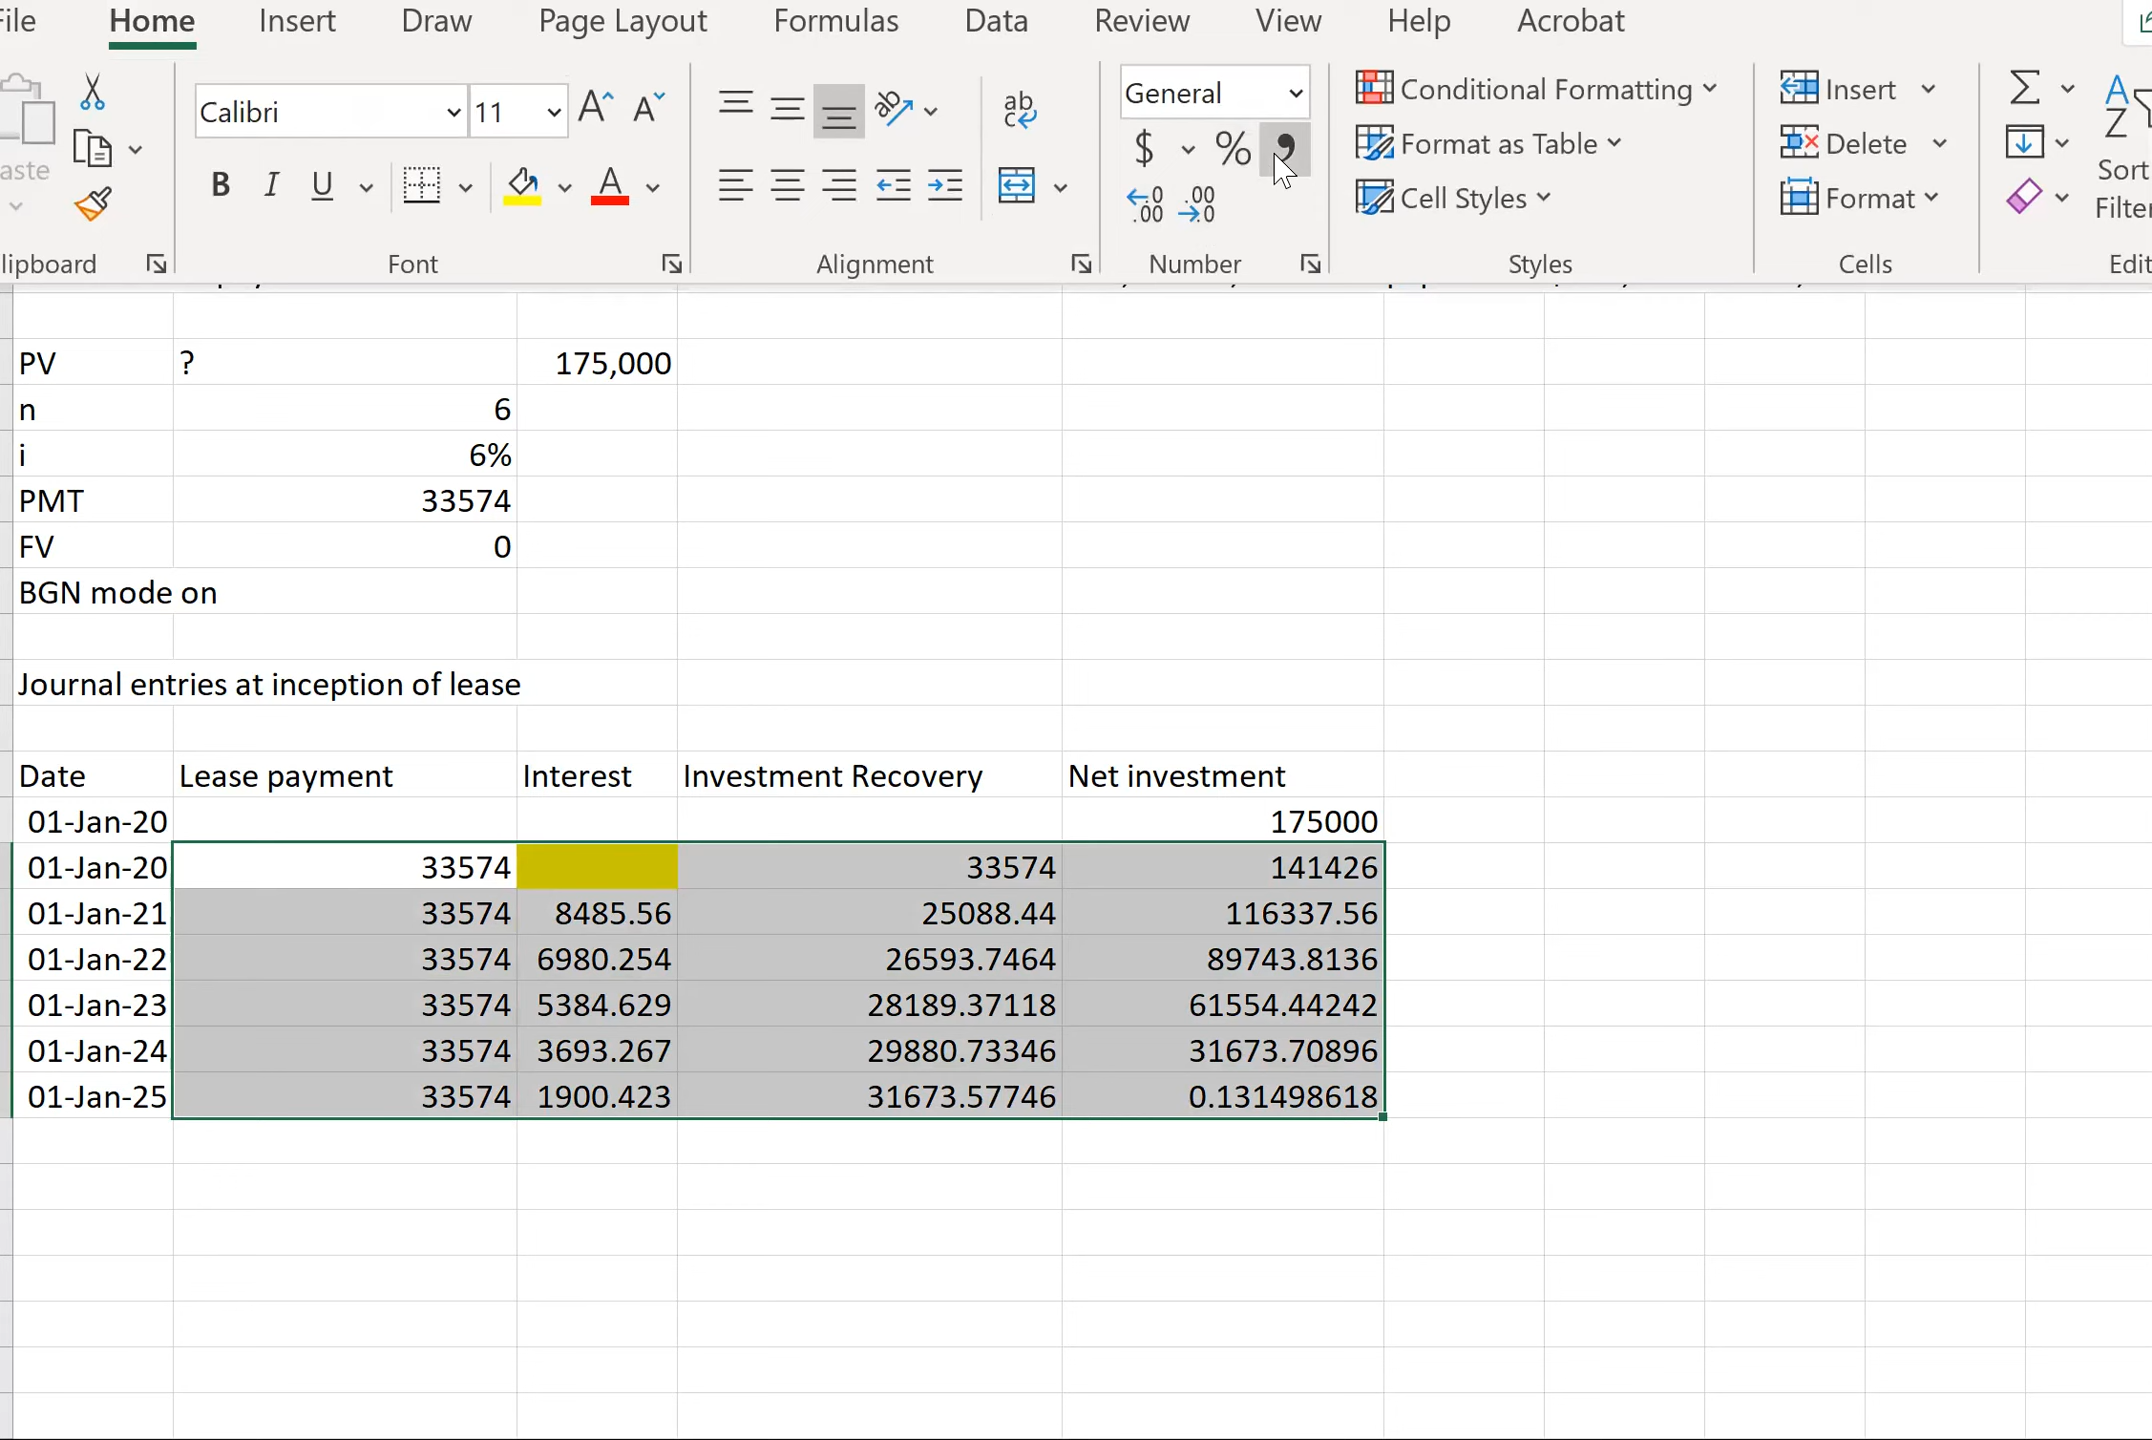 File Home Insert Draw Page Layout Formulas Data Review View Help Acrobat
Calibri 11 General Conditional Formatting Insert
$ % Format as Table Delete
aste B I U Cell Styles Format Sort
Filter
lipboard Font Alignment Number Styles Cells Edit
PV ? 175,000
n 6
i 6%
PMT 33574
FV 0
BGN mode on
Journal entries at inception of lease
Date Lease payment Interest Investment Recovery Net investment
01-Jan-20 175000
01-Jan-20 33574 33574 141426
01-Jan-21 33574 8485.56 25088.44 116337.56
01-Jan-22 33574 6980.254 26593.7464 89743.8136
01-Jan-23 33574 5384.629 28189.37118 61554.44242
01-Jan-24 33574 3693.267 29880.73346 31673.70896
01-Jan-25 33574 1900.423 31673.57746 0.131498618